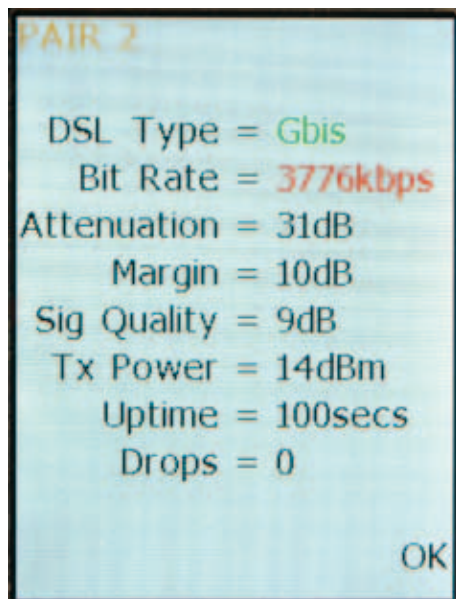 PAIR 2
DSL Type = Gbis
Bit Rate = 3776kbps
Attenuation = 31dB
Margin = 10dB
Sig Quality = 9dB
Tx Power = 14dBm
Uptime = 100secs
Drops = 0
OK